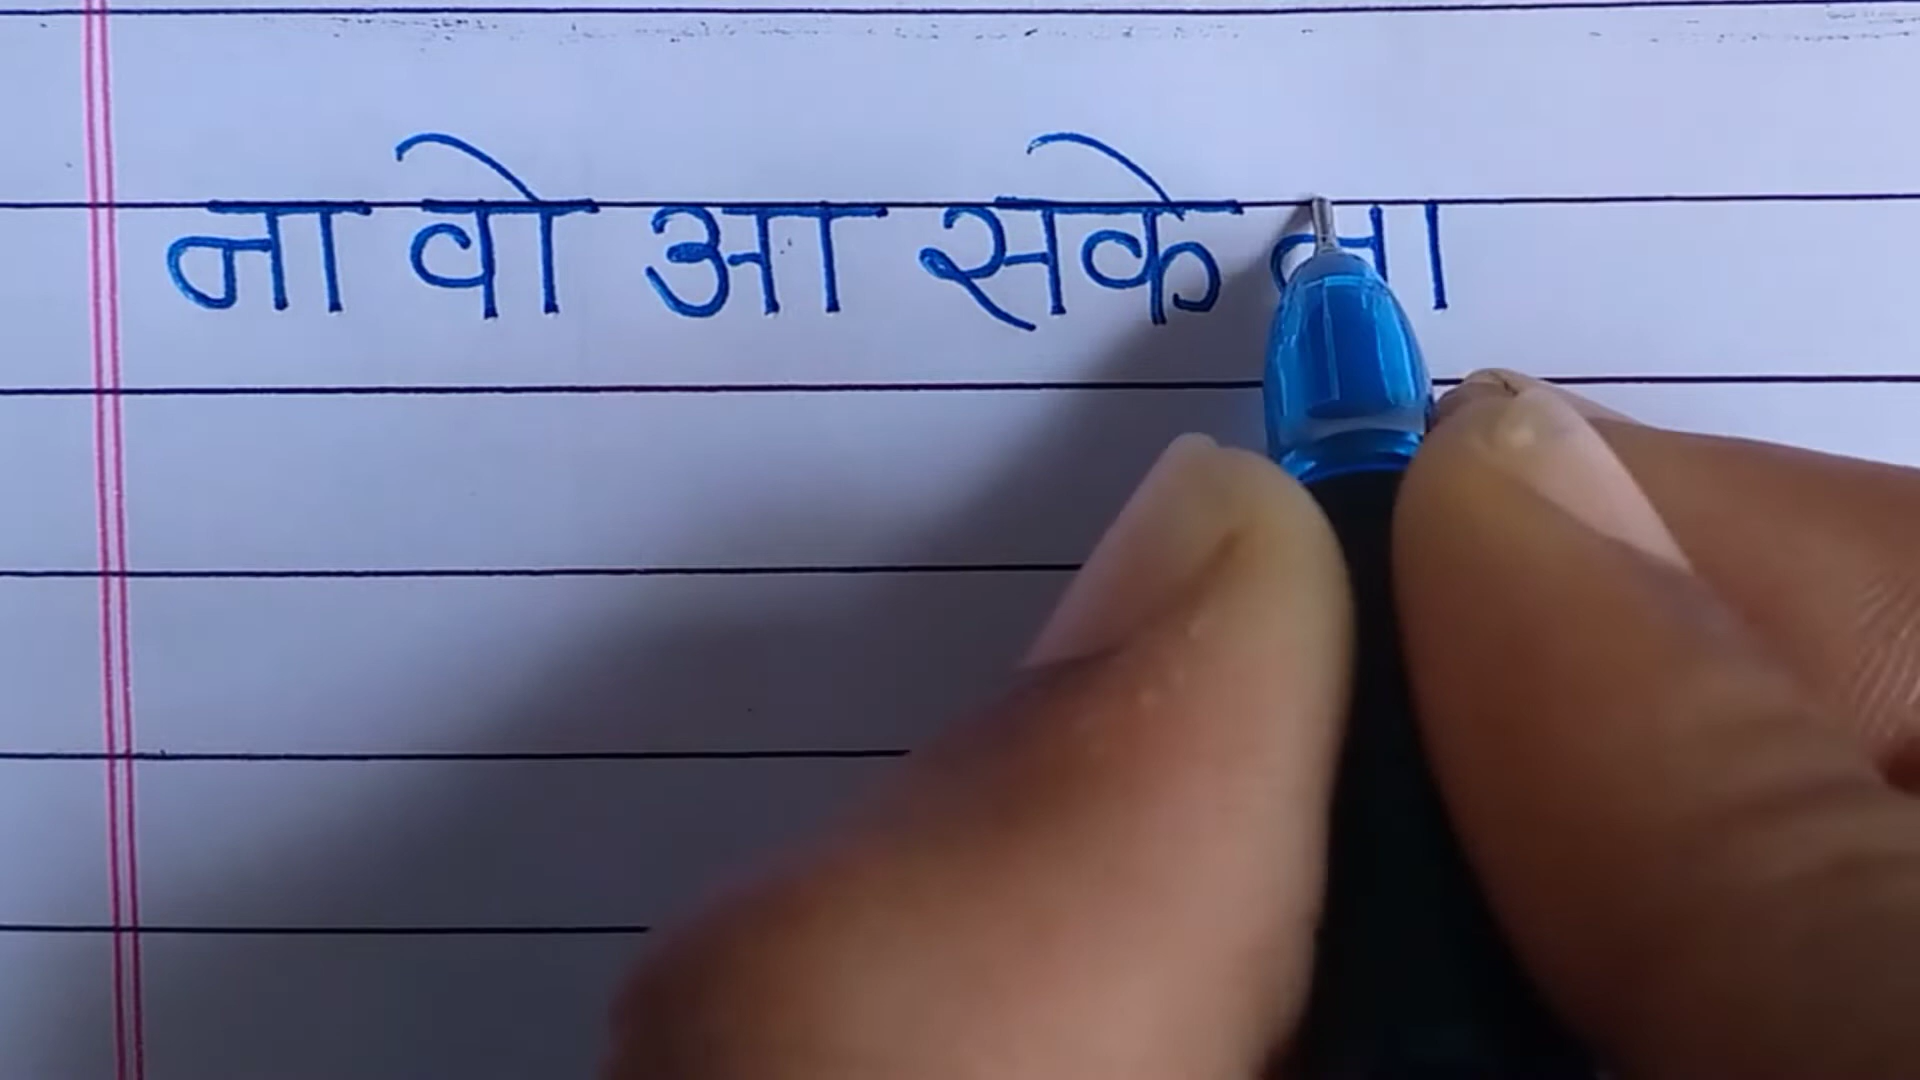 ना वो आ सके ना